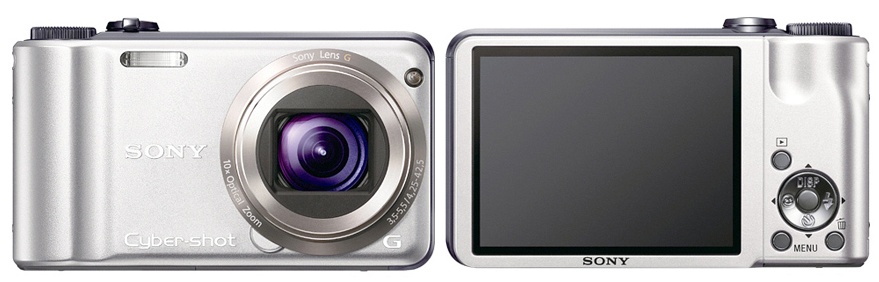 Sony Lens G
SONY
10x Optical Zoom
3.5-5.5/4.25-42.5
Cyber-shot
G
DISP
MENU
SONY